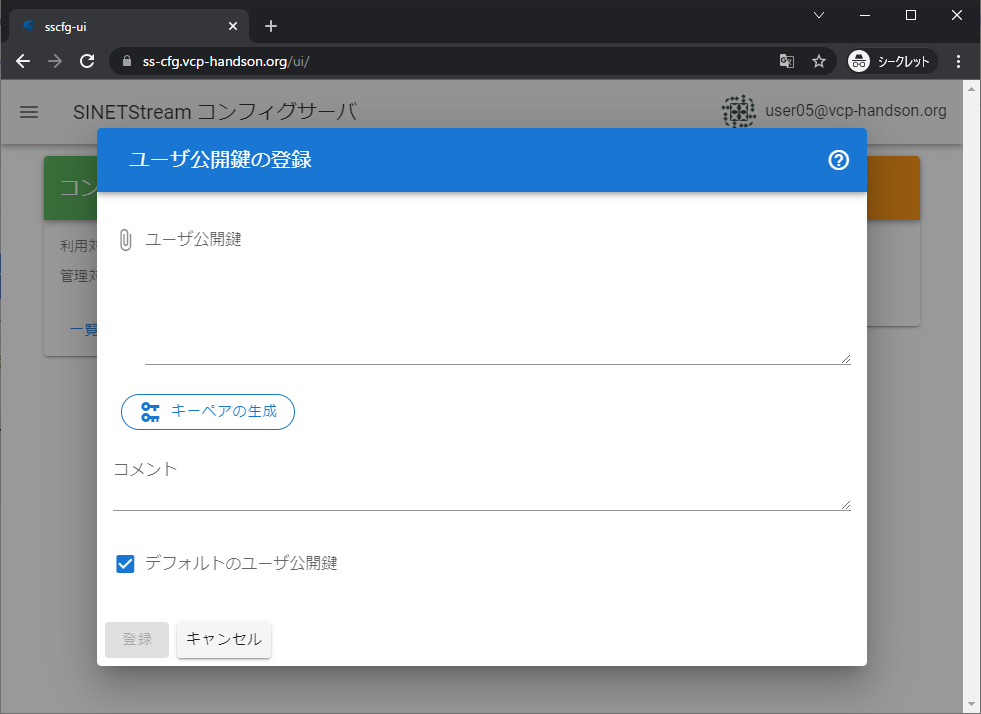 sscfg-ui
ss-cfg.vcp-handson.org/ui/
シークレット
SINETStream コンフィグサーバ
user05@vcp-handson.org
ユーザ公開鍵の登録
コン
利用対
管理対
一覧
ユーザ公開鍵
キーペアの生成
コメント
デフォルトのユーザ公開鍵
登録 キャンセル